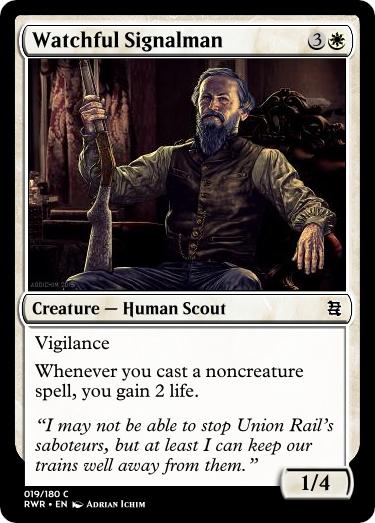 Watchful Signalman 3
ADDICHIM 2015
Creature — Human Scout
Vigilance
Whenever you cast a noncreature
spell, you gain 2 life.
“I may not be able to stop Union Rail’s
saboteurs, but at least I can keep our
trains well away from them.”
1/4
019/180 C
RWR • EN Adrian Ichim